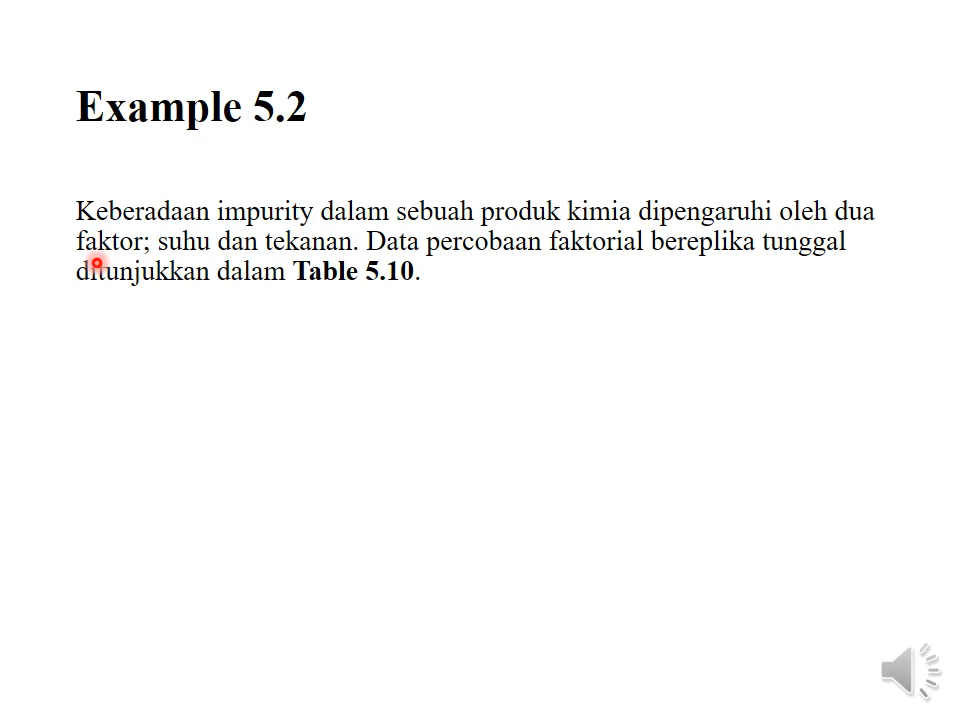 Example 5.2
Keberadaan impurity dalam sebuah produk kimia dipengaruhi oleh dua
faktor; suhu dan tekanan. Data percobaan faktorial bereplika tunggal
ditunjukkan dalam Table 5.10.